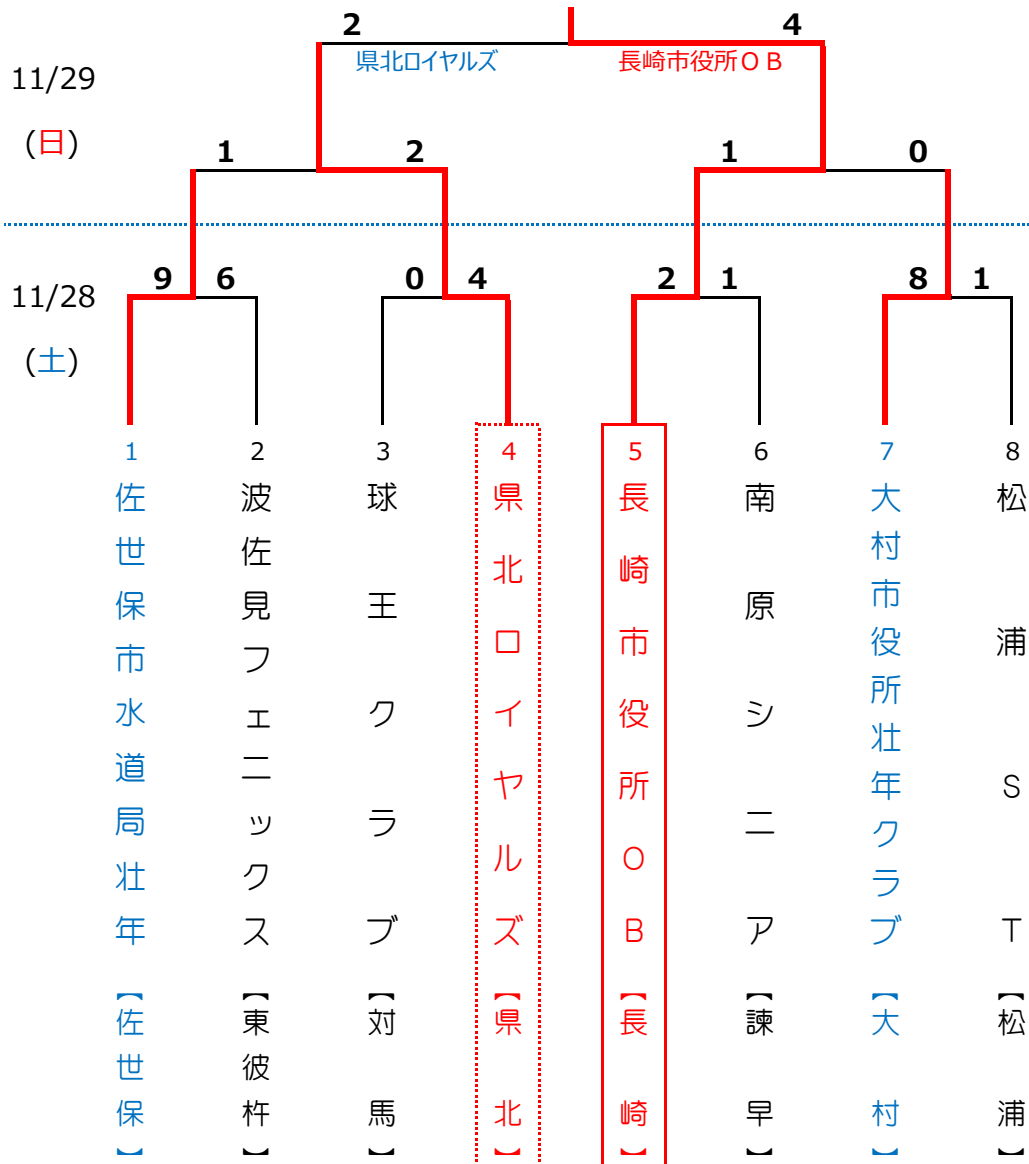 2 4
県北ロイヤルズ 長崎市役所ＯＢ
11/29
(日)
1 2 1 0
11/28
(土)
9 6 0 4 2 1 8 1
1
佐世保市水道局壮年【佐世保】
2
波佐見フェニックス【東彼杵】
3
球王クラブ【対馬】
4
県北ロイヤルズ【県北】
5
長崎市役所ＯＢ【長崎】
6
南原シニア【諫早】
7
大村市役所壮年クラブ【大村】
8
松浦ＳＴ【松浦】